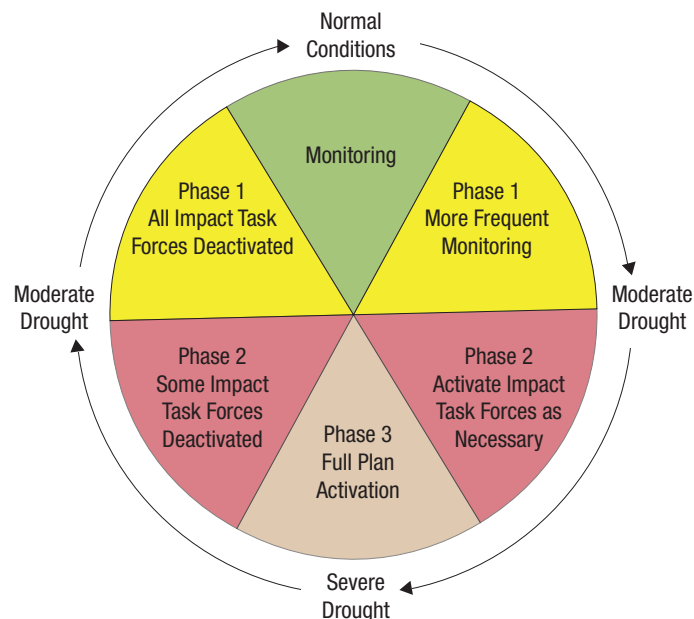 Normal
Conditions
Monitoring
Phase 1
All Impact Task
Forces Deactivated
Phase 1
More Frequent
Monitoring
Moderate
Drought
Moderate
Drought
Phase 2
Some Impact
Task Forces
Deactivated
Phase 2
Activate Impact
Task Forces as
Necessary
Phase 3
Full Plan
Activation
Severe
Drought